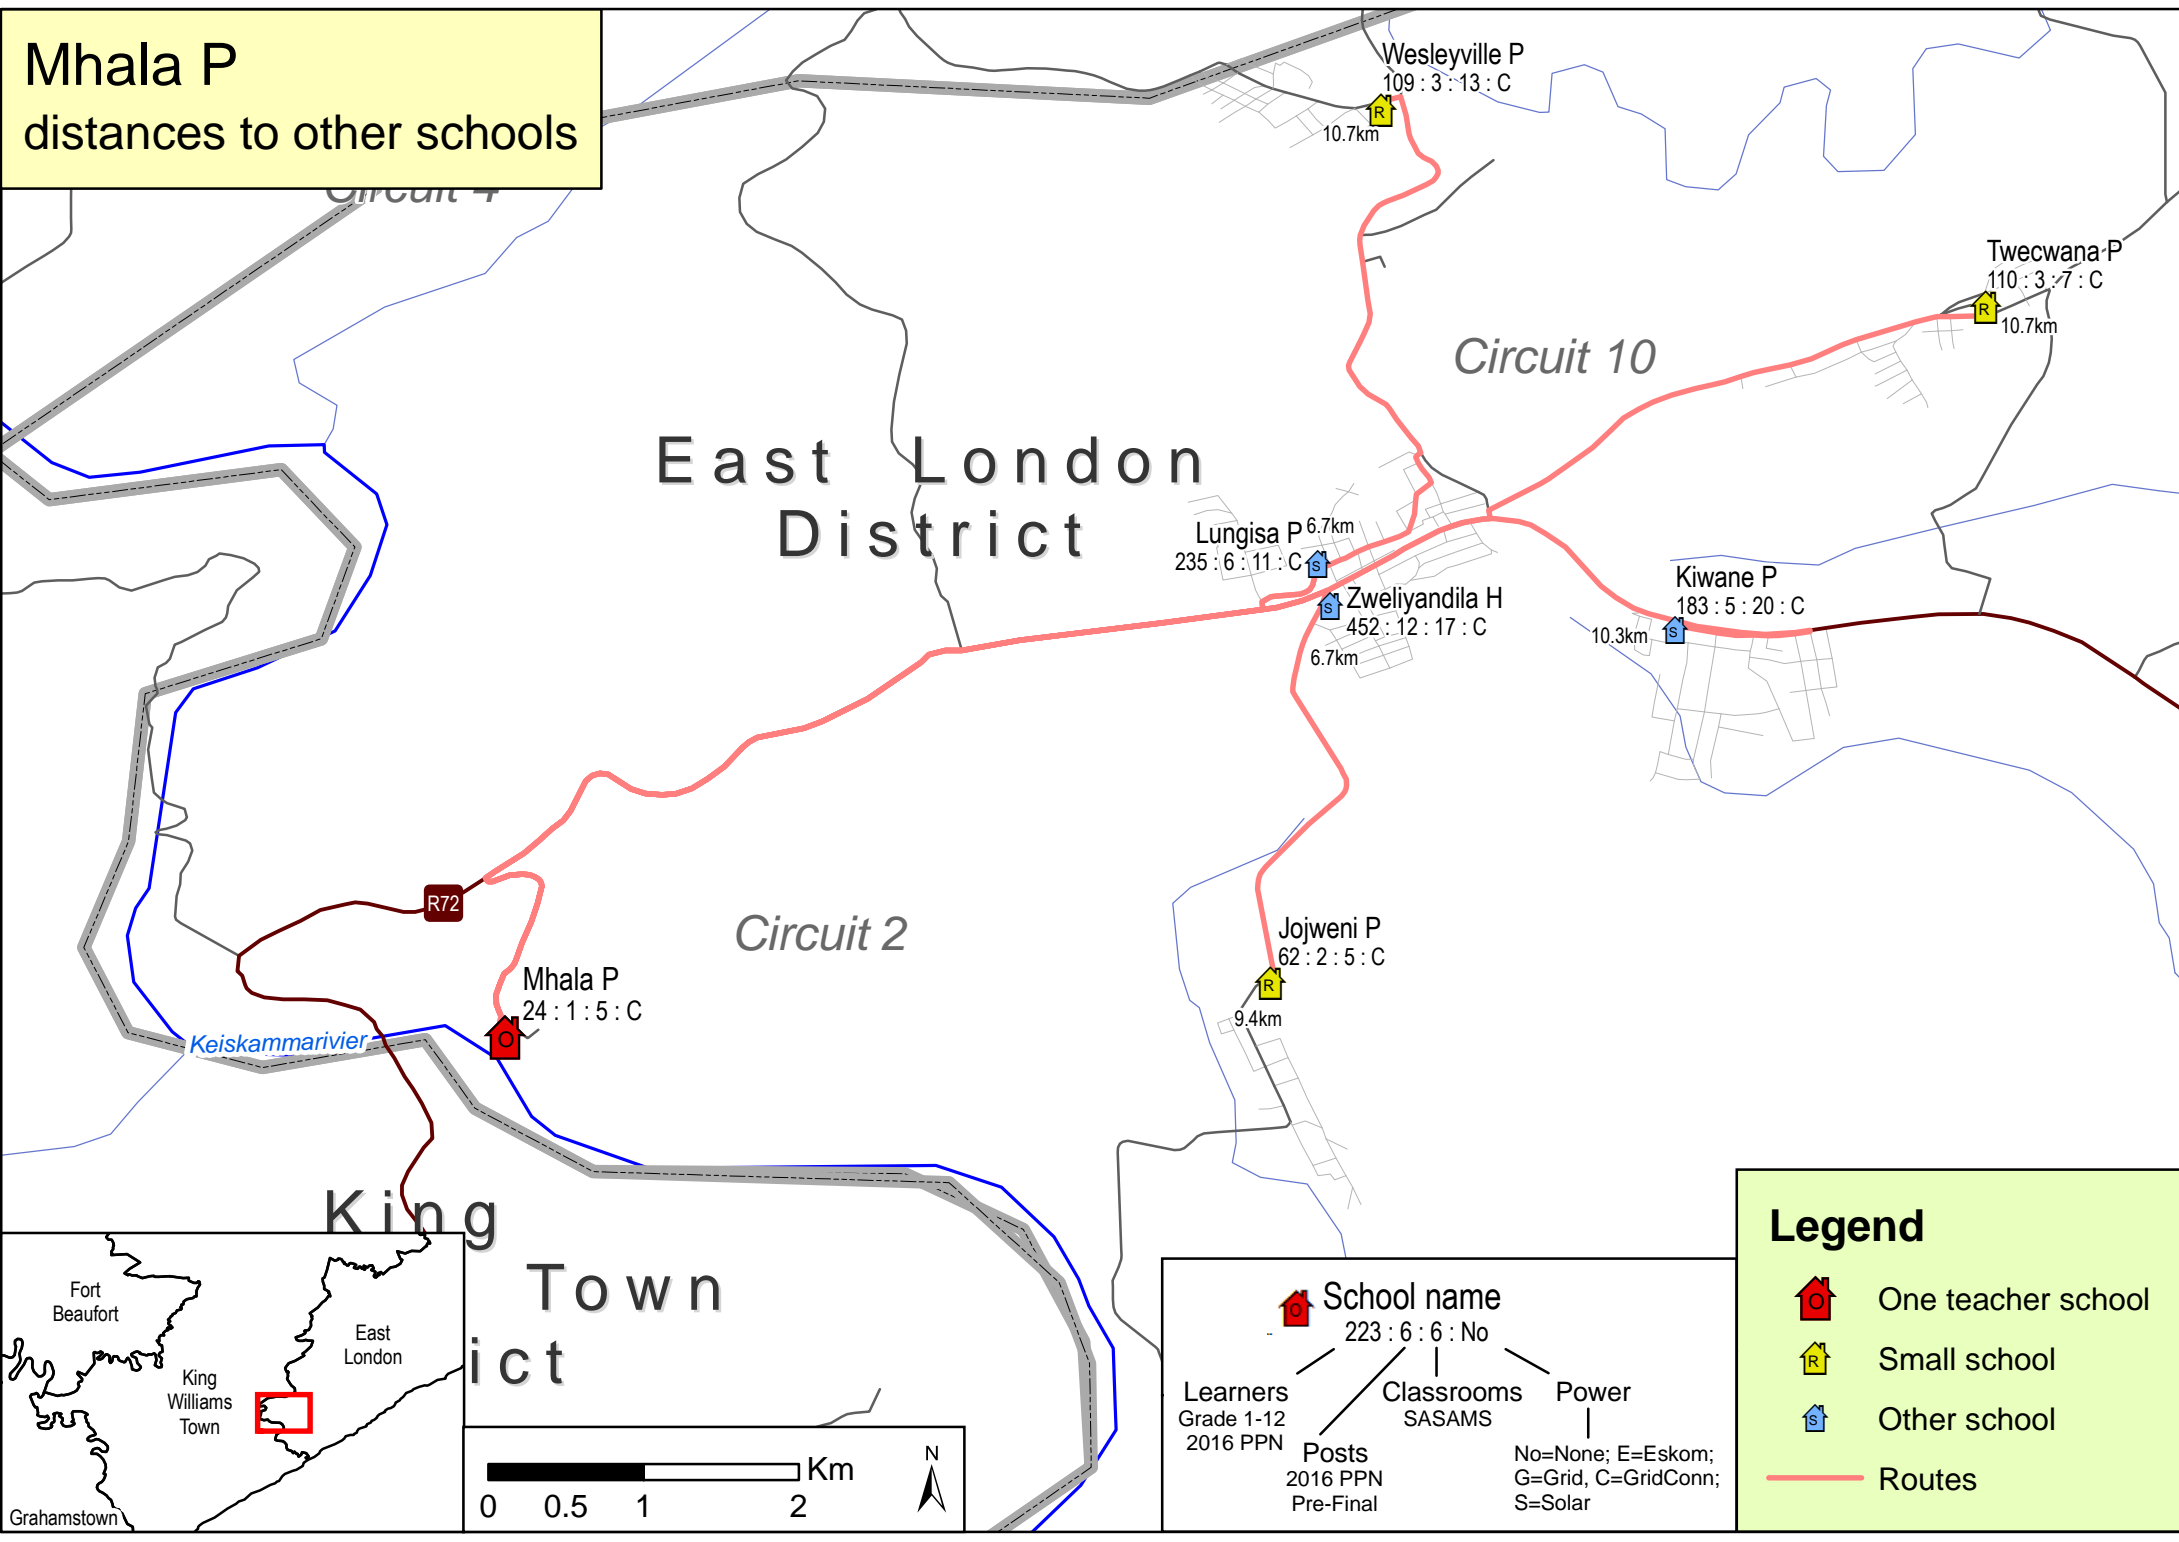 Mhala P
distances to other schools
Circuit 4
Wesleyville P
109 : 3 : 13 : C
R
10.7km
Twecwana P
110 : 3 : 7 : C
R
10.7km
Circuit 10
East London
District
Lungisa P
6.7km
235 : 6 : 11 : C
S
Zweliyandila H
452 : 12 : 17 : C
S
6.7km
Kiwane P
183 : 5 : 20 : C
S
10.3km
R72
Circuit 2
Jojweni P
62 : 2 : 5 : C
R
9.4km
Mhala P
24 : 1 : 5 : C
O
Keiskammarivier
King
Town
ict
Fort
Beaufort
East
London
King
Williams
Town
Grahamstown
Km
0 0.5 1 2
N
O
School name
223 : 6 : 6 : No
Learners
Grade 1-12
2016 PPN
Posts
2016 PPN
Pre-Final
Classrooms
SASAMS
Power
No=None; E=Eskom;
G=Grid, C=GridConn;
S=Solar
Legend
O One teacher school
R Small school
S Other school
Routes